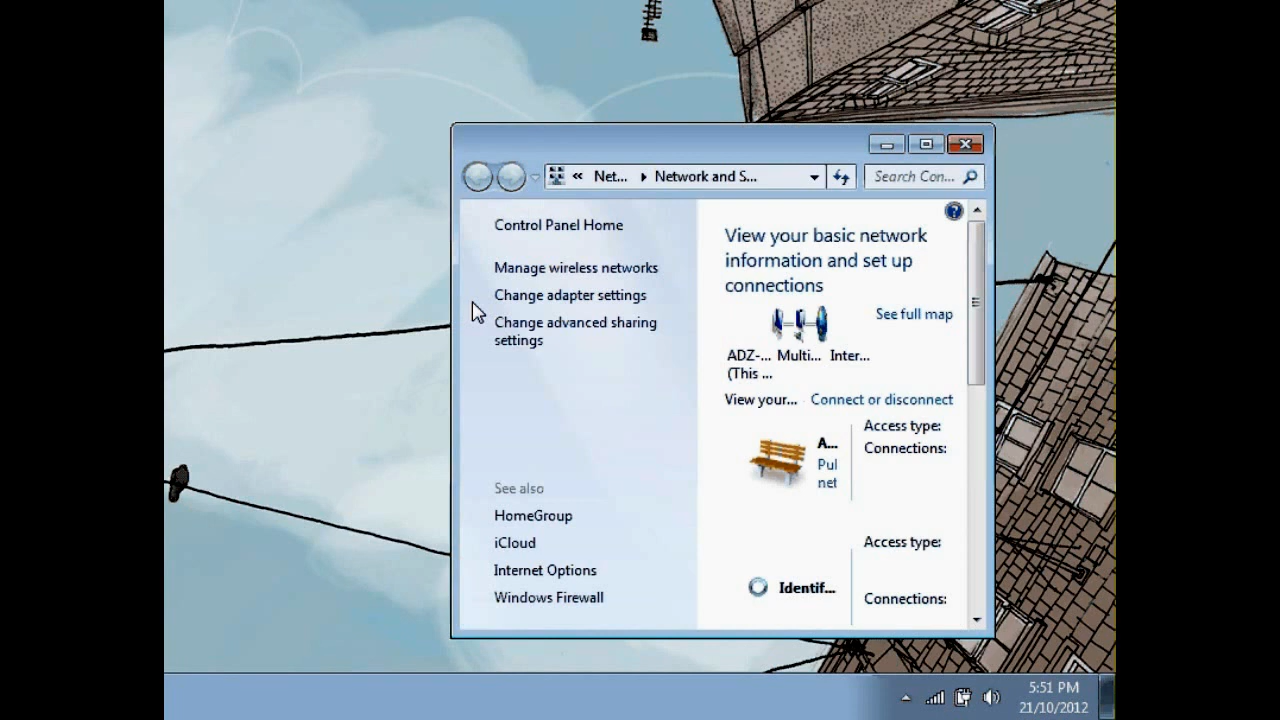 « Net... Network and S... Search Con...
Control Panel Home
Manage wireless networks
Change adapter settings
Change advanced sharing
settings
See also
HomeGroup
iCloud
Internet Options
Windows Firewall
View your basic network
information and set up
connections
See full map
ADZ-... Multi... Inter...
(This ...
View your... Connect or disconnect
A...
Pul
net
Access type:
Connections:
Identif...
Access type:
Connections:
5:51 PM
21/10/2012